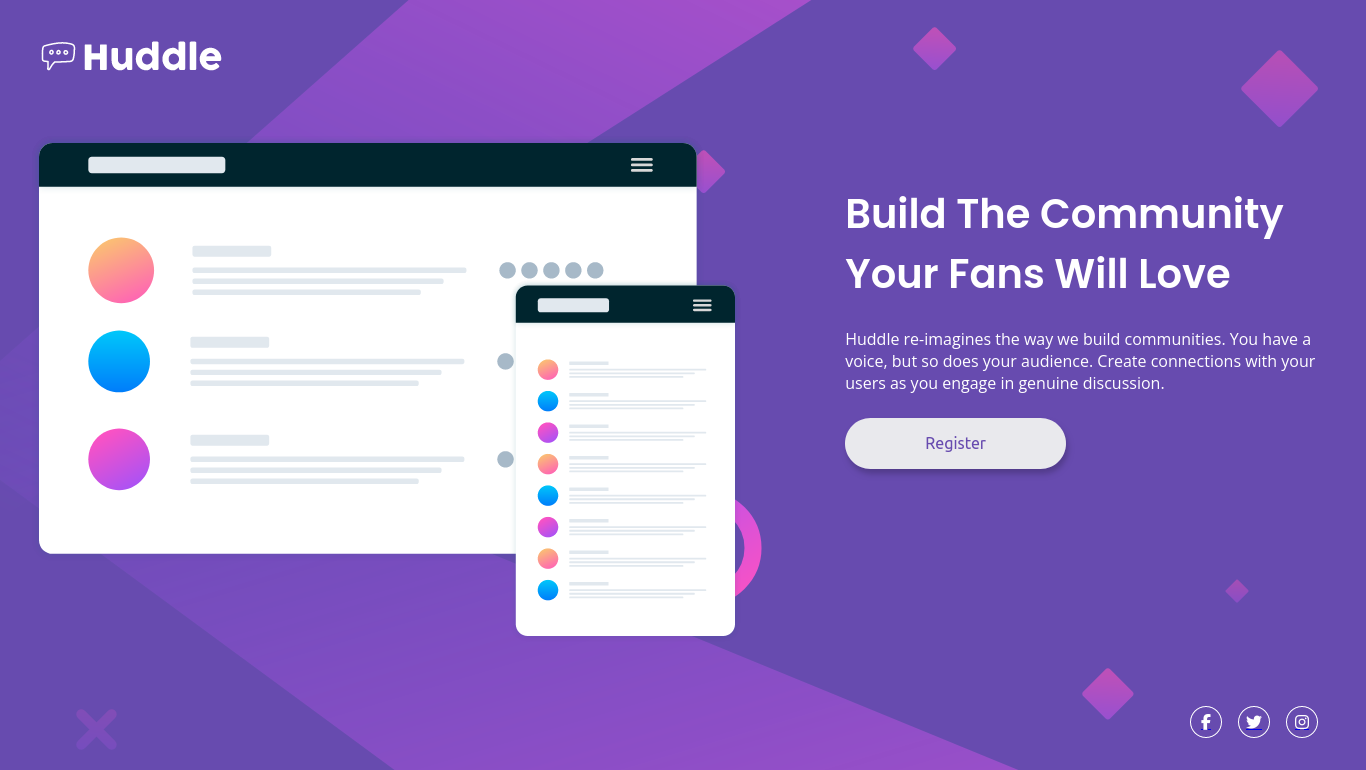 Huddle
Build The Community
Your Fans Will Love
Huddle re-imagines the way we build communities. You have a
voice, but so does your audience. Create connections with your
users as you engage in genuine discussion.
Register